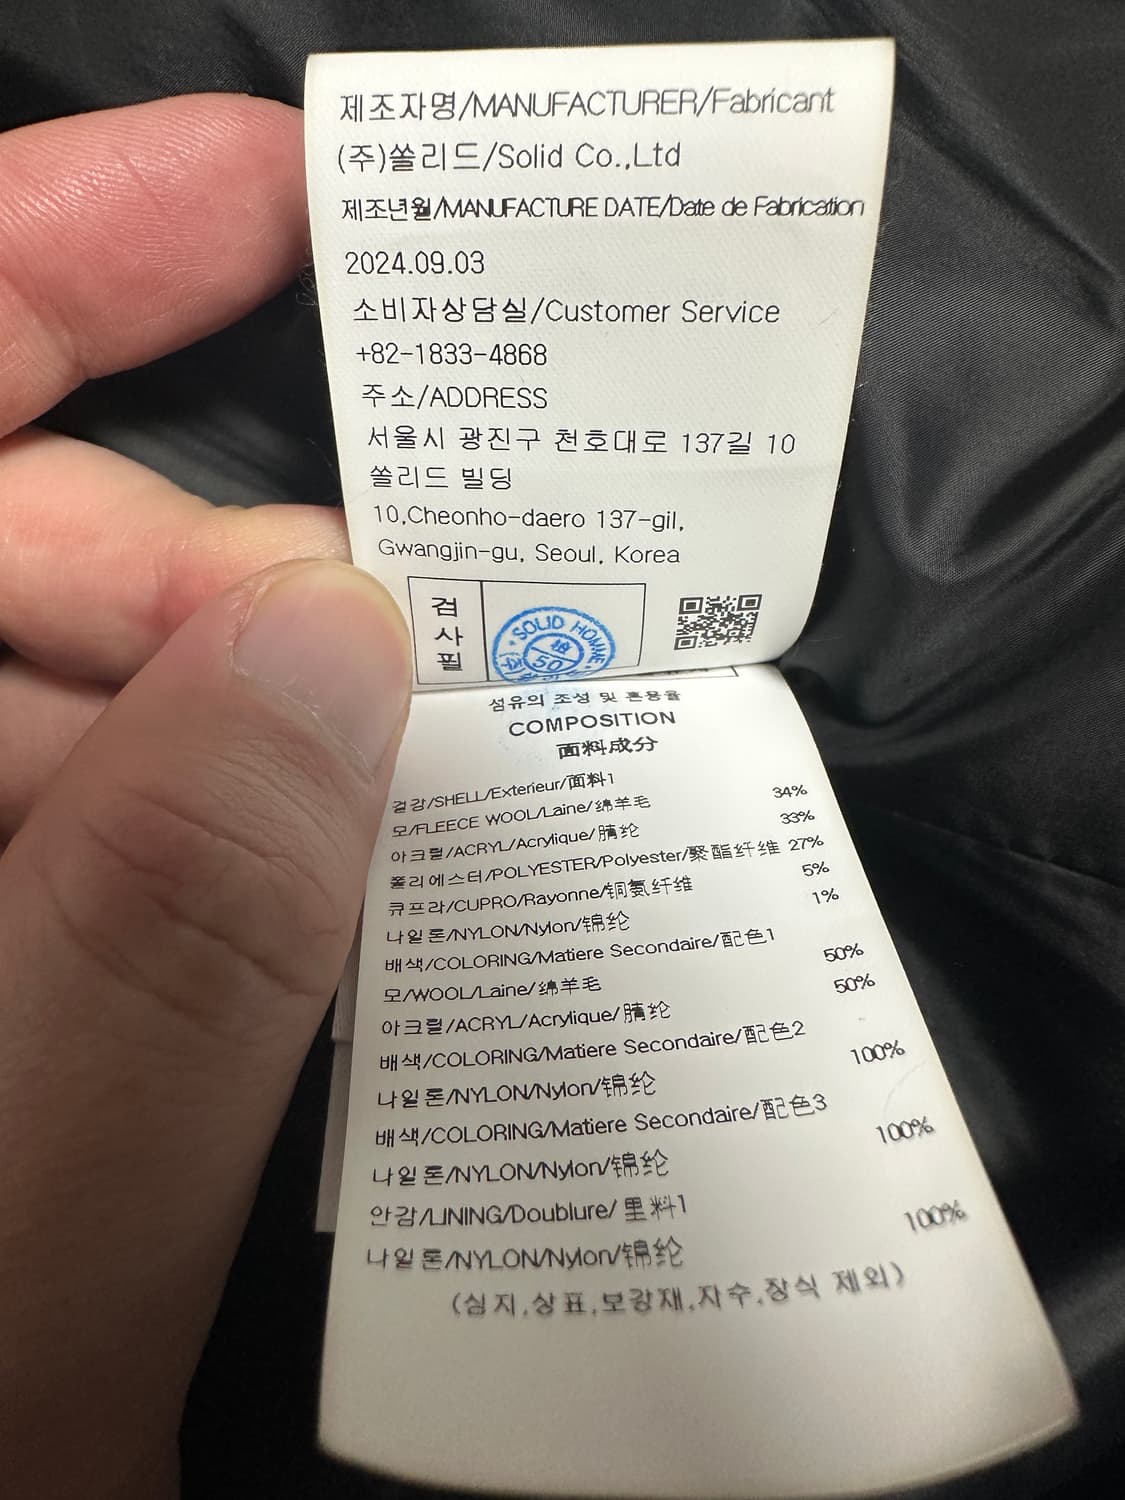 제조자명/MANUFACTURER/Fabricant
(주)쏠리드/Solid Co.,Ltd
제조년월/MANUFACTURE DATE/Date de Fabrication
2024.09.03
소비자상담실/Customer Service
+82-1833-4868
주소/ADDRESS
서울시 광진구 천호대로 137길 10
쏠리드 빌딩
10,Cheonho-daero 137-gil,
Gwangjin-gu, Seoul, Korea
검사필
SOLID HOMME
50
섬유의 조성 및 혼용율
COMPOSITION
面料成分
겉감/SHELL/Exterieur/面料1
모/FLEECE WOOL/Laine/绵羊毛 34%
아크릴/ACRYL/Acrylique/腈纶 33%
폴리에스터/POLYESTER/Polyester/聚酯纤维 27%
큐프라/CUPRO/Rayonne/铜氨纤维 5%
나일론/NYLON/Nylon/锦纶 1%
배색/COLORING/Matiere Secondaire/配色1
모/WOOL/Laine/绵羊毛 50%
아크릴/ACRYL/Acrylique/腈纶 50%
배색/COLORING/Matiere Secondaire/配色2
나일론/NYLON/Nylon/锦纶 100%
배색/COLORING/Matiere Secondaire/配色3
나일론/NYLON/Nylon/锦纶 100%
안감/LINING/Doublure/里料1
나일론/NYLON/Nylon/锦纶 100%
(심지,상표,보강재,자수,장식 제외)